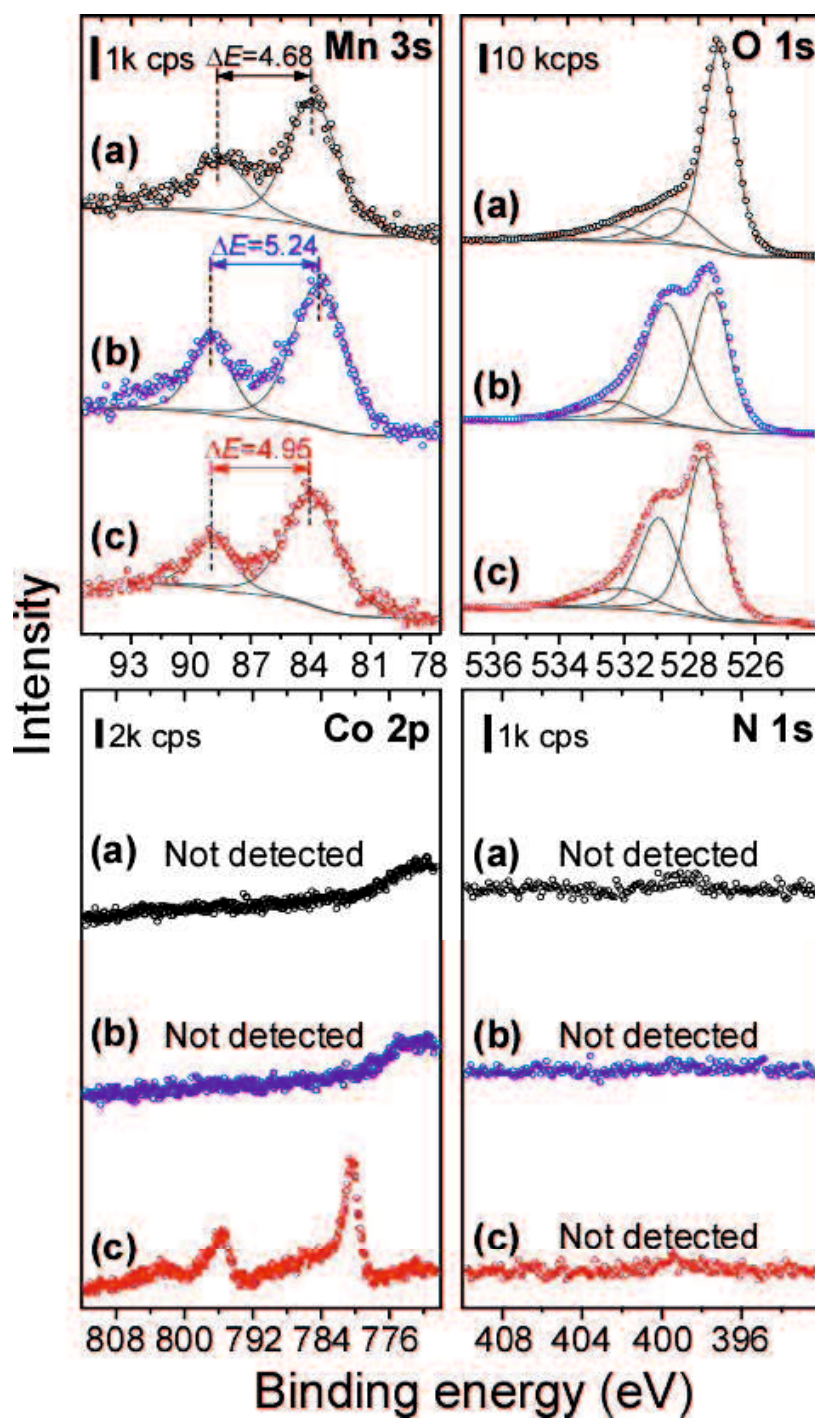 1k cps
ΔE=4.68
Mn 3s
(a)
ΔE=5.24
(b)
ΔE=4.95
(c)
93 90 87 84 81 78
10 kcps
O 1s
(a)
(b)
(c)
536 534 532 528 526
2k cps
Co 2p
(a) Not detected
(b) Not detected
(c)
808 800 792 784 776
1k cps
N 1s
(a) Not detected
(b) Not detected
(c) Not detected
408 404 400 396
Intensity
Binding energy (eV)